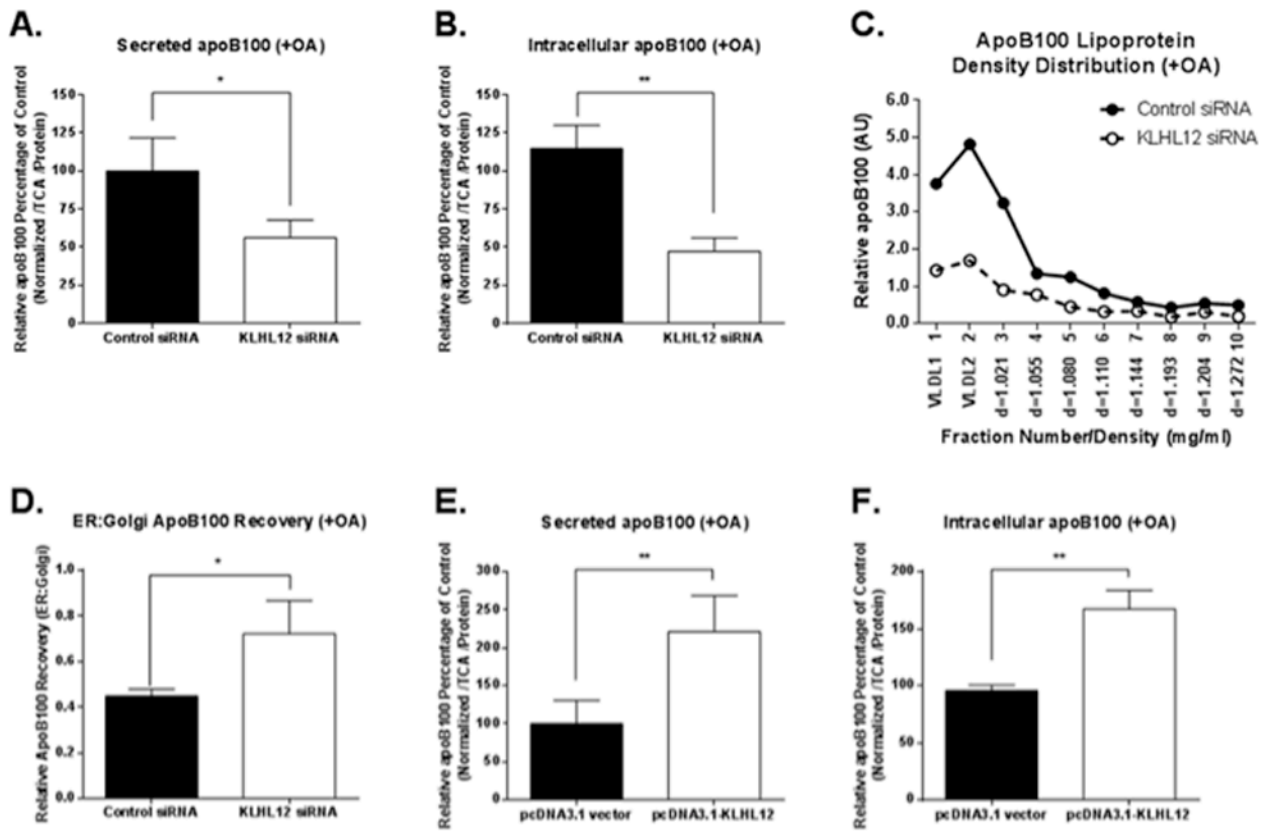 A.
Secreted apoB100 (+OA)
*
Relative apoB100 Percentage of Control
(Normalized /TCA /Protein)
150
125
100
75
50
25
0
Control siRNA KLHL12 siRNA
B.
Intracellular apoB100 (+OA)
**
Relative apoB100 Percentage of Control
(Normalized /TCA /Protein)
150
125
100
75
50
25
0
Control siRNA KLHL12 siRNA
C.
ApoB100 Lipoprotein
Density Distribution (+OA)
Control siRNA
KLHL12 siRNA
Relative apoB100 (AU)
6.0
5.0
4.0
3.0
2.0
1.0
0.0
VLDL1 1
VLDL2 2
d=1.021 3
d=1.055 4
d=1.080 5
d=1.110 6
d=1.144 7
d=1.193 8
d=1.204 9
d=1.272 10
Fraction Number/Density (mg/ml)
D.
ER:Golgi ApoB100 Recovery (+OA)
*
Relative ApoB100 Recovery (ER:Golgi)
1.0
0.8
0.6
0.4
0.2
0.0
Control siRNA KLHL12 siRNA
E.
Secreted apoB100 (+OA)
**
Relative apoB100 Percentage of Control
(Normalized /TCA /Protein)
300
250
200
150
100
50
0
pcDNA3.1 vector pcDNA3.1-KLHL12
F.
Intracellular apoB100 (+OA)
**
Relative apoB100 Percentage of Control
(Normalized /TCA /Protein)
200
150
100
50
0
pcDNA3.1 vector pcDNA3.1-KLHL12